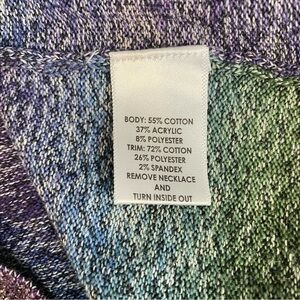 BODY: 55% COTTON
37% ACRYLIC
8% POLYESTER
TRIM: 72% COTTON
26% POLYESTER
2% SPANDEX
REMOVE NECKLACE
AND
TURN INSIDE OUT